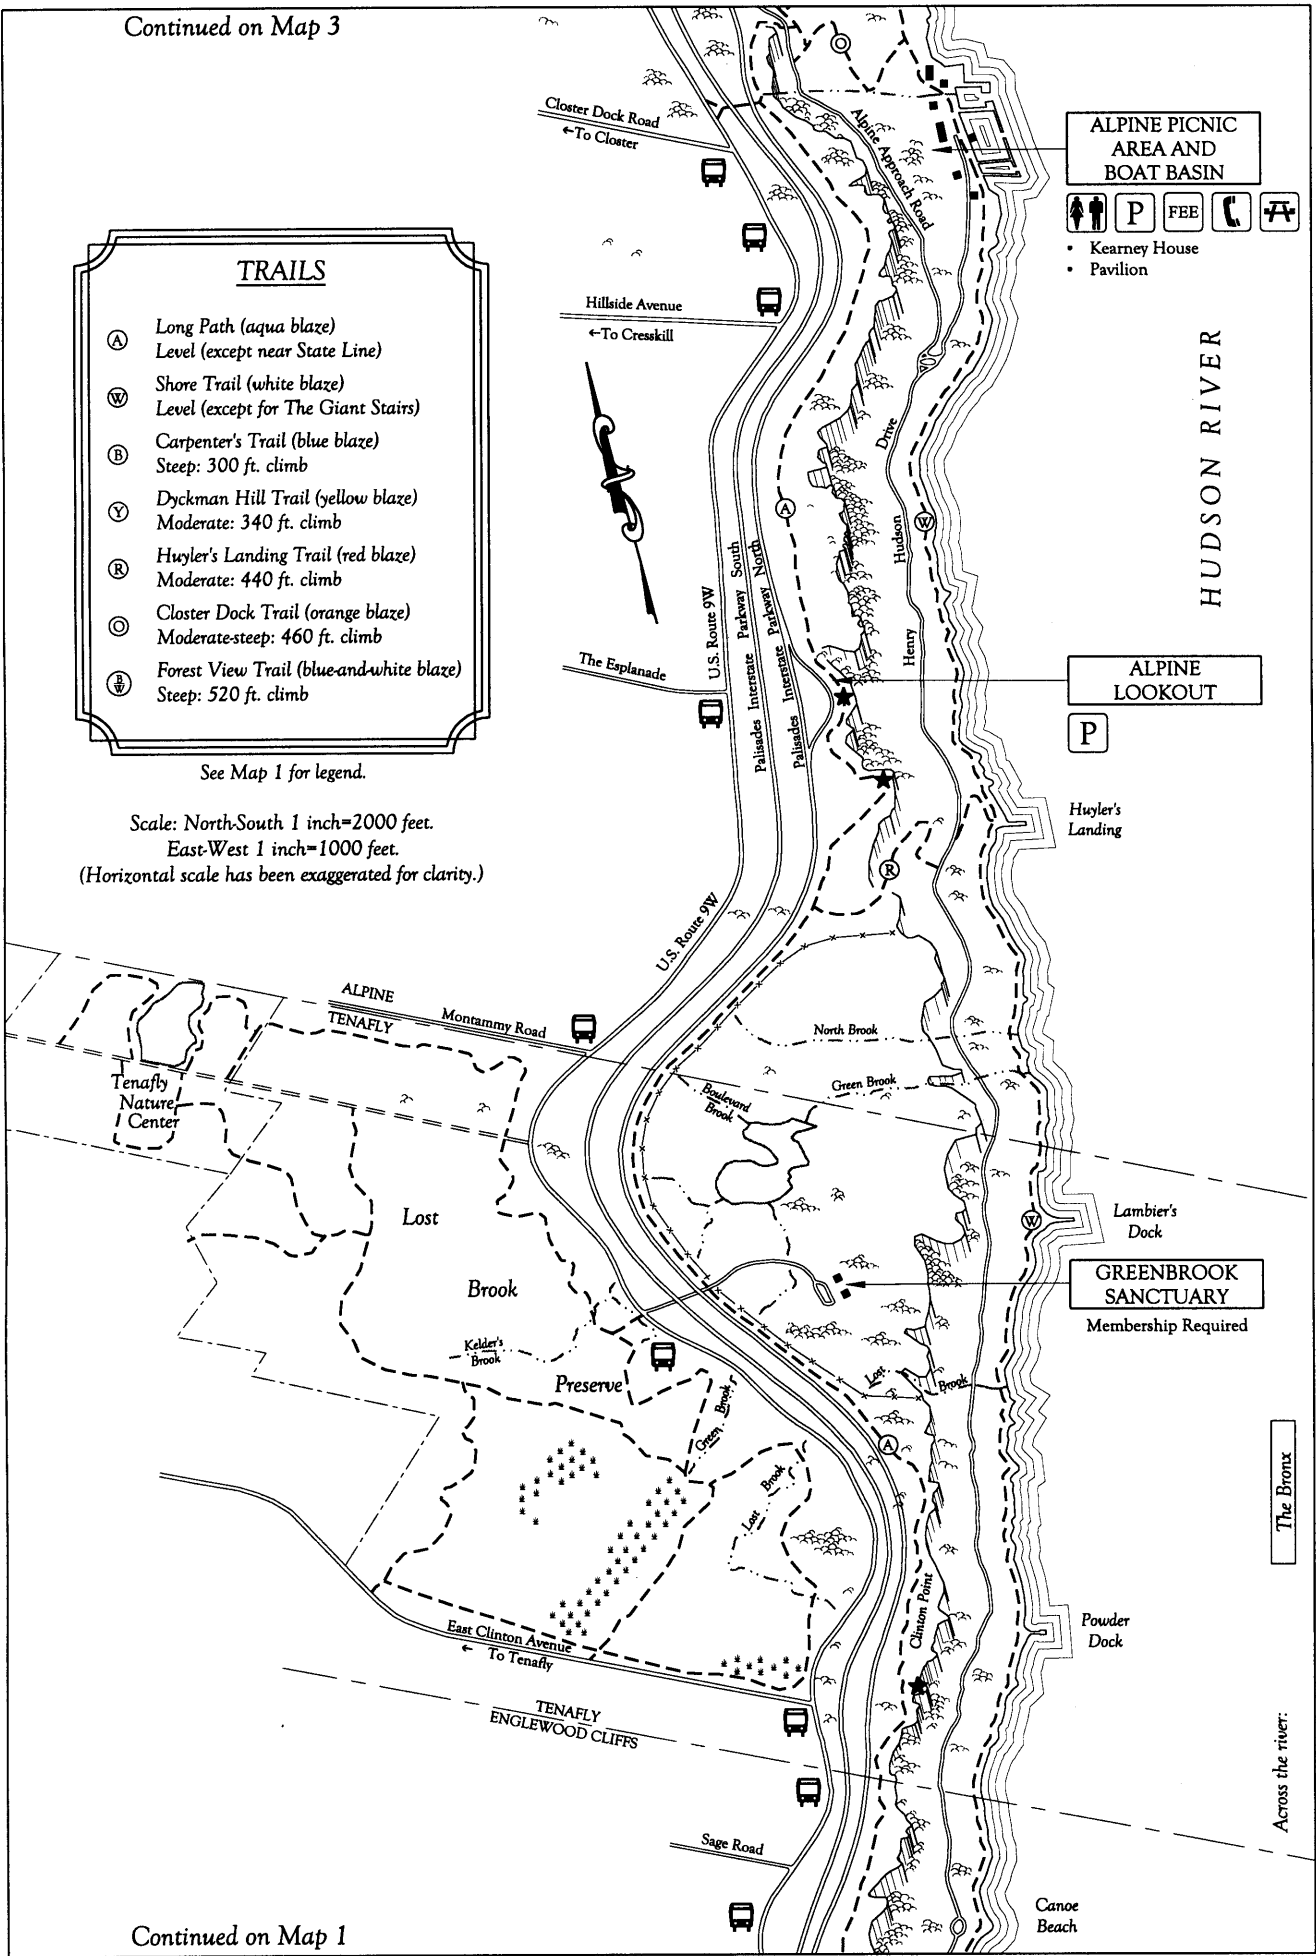 Continued on Map 3
Closter Dock Road
←To Closter
Alpine Approach Road
ALPINE PICNIC
AREA AND
BOAT BASIN
P
FEE
• Kearney House
• Pavilion
TRAILS
A
Long Path (aqua blaze)
Level (except near State Line)
W
Shore Trail (white blaze)
Level (except for The Giant Stairs)
B
Carpenter's Trail (blue blaze)
Steep: 300 ft. climb
Y
Dyckman Hill Trail (yellow blaze)
Moderate: 340 ft. climb
R
Huyler's Landing Trail (red blaze)
Moderate: 440 ft. climb
O
Closter Dock Trail (orange blaze)
Moderate-steep: 460 ft. climb
B
W
Forest View Trail (blue-and-white blaze)
Steep: 520 ft. climb
See Map 1 for legend.
Scale: North-South 1 inch=2000 feet.
East-West 1 inch=1000 feet.
(Horizontal scale has been exaggerated for clarity.)
O
Hillside Avenue
←To Cresskill
HUDSON RIVER
A
W
Henry Hudson Drive
U.S. Route 9W
Palisades Interstate Parkway South
Palisades Interstate Parkway North
The Esplanade
ALPINE
LOOKOUT
P
Huyler's
Landing
R
U.S. Route 9W
ALPINE
TENAFLY
Montammy Road
North Brook
Green Brook
Boulevard
Brook
Tenafly
Nature
Center
Lost
Brook
Preserve
W
Lambier's
Dock
GREENBROOK
SANCTUARY
Membership Required
Kelder's
Brook
Lost Brook
Green Brook
A
Lost Brook
The Bronx
Clinton Point
Powder
Dock
East Clinton Avenue
← To Tenafly
TENAFLY
ENGLEWOOD CLIFFS
Across the river:
Sage Road
Canoe
Beach
Continued on Map 1